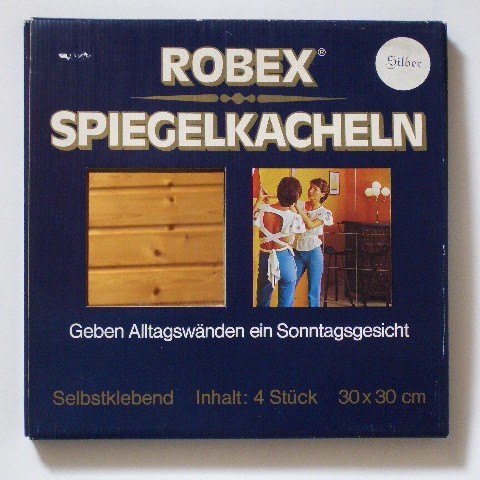 ROBEX®
Silber
SPIEGELKACHELN
Geben Alltagswänden ein Sonntagsgesicht
Selbstklebend Inhalt: 4 Stück 30 x 30 cm